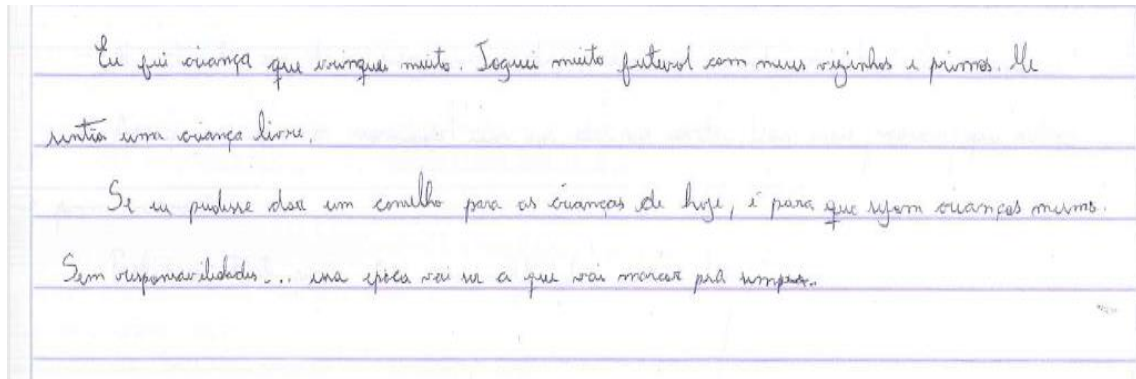 Eu fui criança que brinquei muito. Joguei muito futebol com meus vizinhos e primos. Me
sentia uma criança livre.
Se eu pudesse dar um conselho para as crianças de hoje, é para que sejam crianças mesmo.
Sem responsabilidades... essa época vai ser a que vai marcar pra sempre.